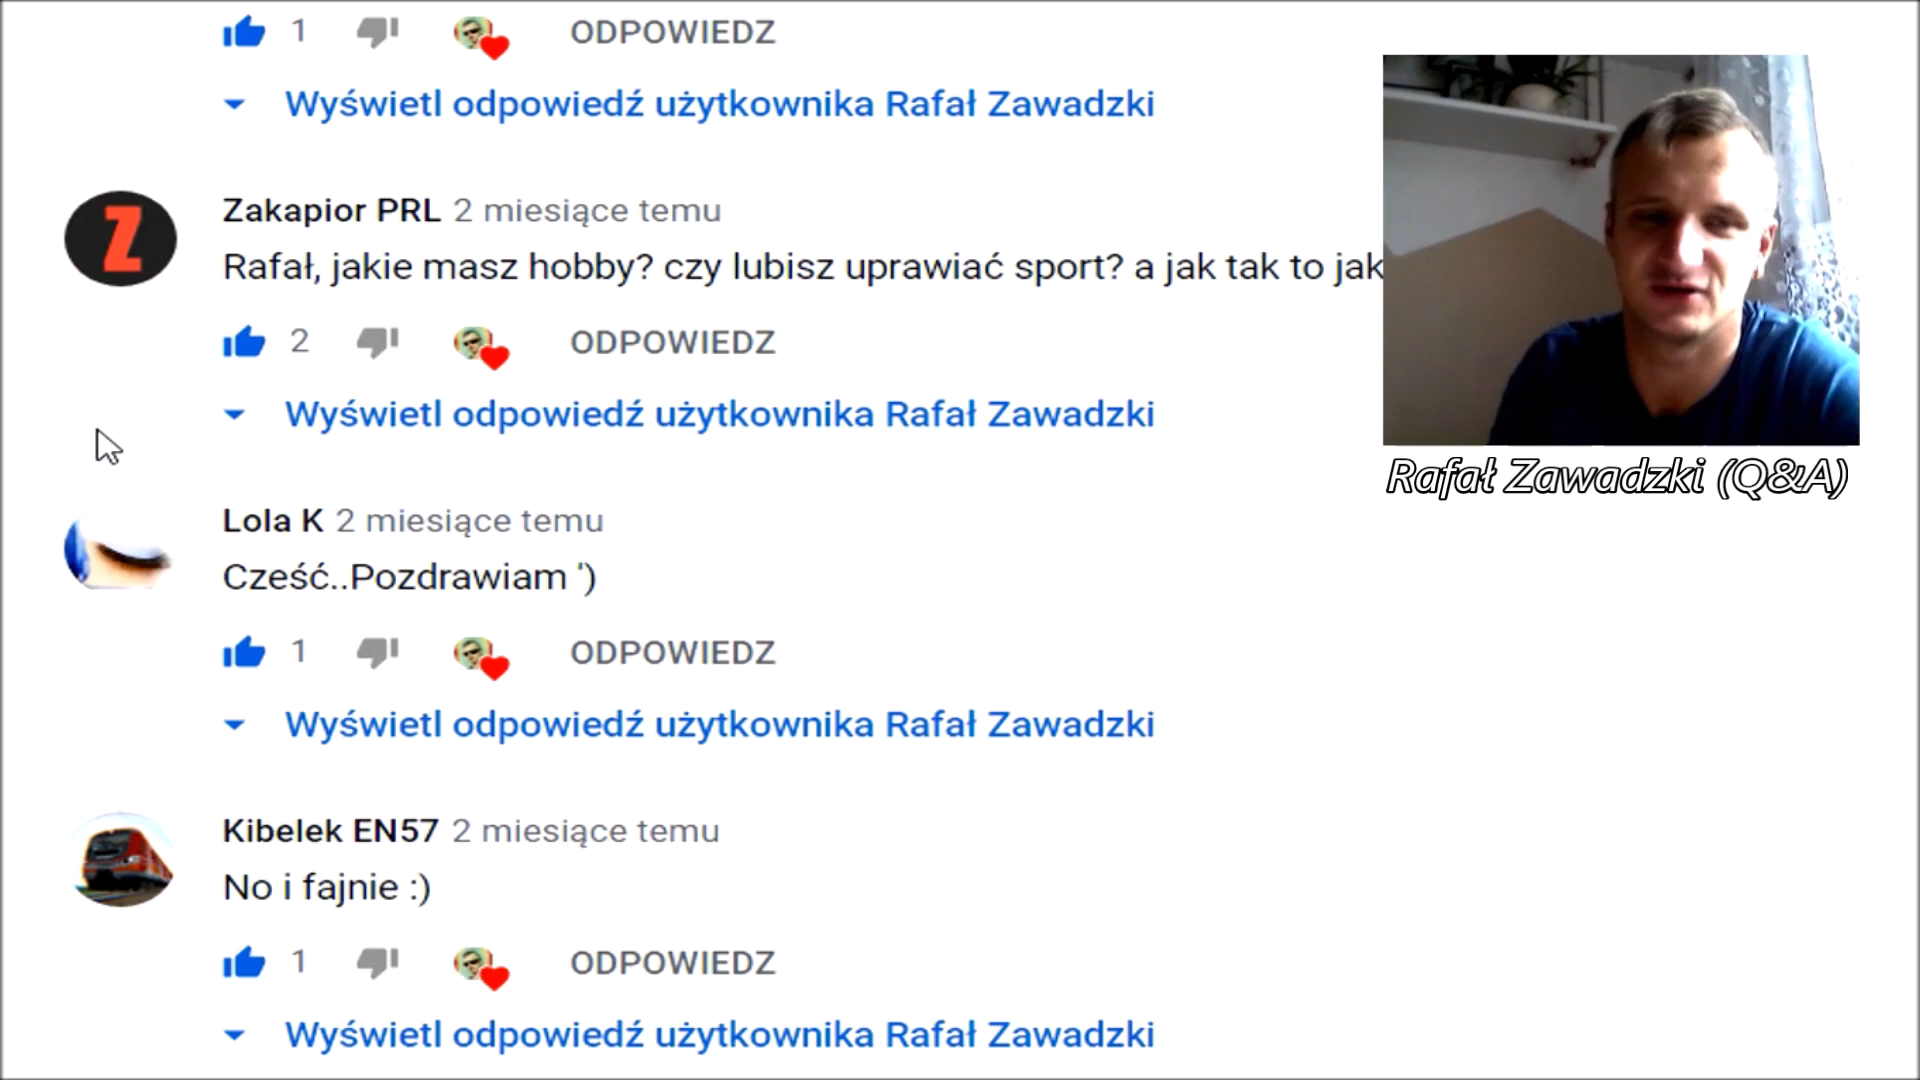 1 ODPOWIEDZ
Wyświetl odpowiedź użytkownika Rafał Zawadzki
Z
Zakapior PRL 2 miesiące temu
Rafał, jakie masz hobby? czy lubisz uprawiać sport? a jak tak to jak
2 ODPOWIEDZ
Wyświetl odpowiedź użytkownika Rafał Zawadzki
Rafał Zawadzki (Q&A)
Lola K 2 miesiące temu
Cześć..Pozdrawiam ')
1 ODPOWIEDZ
Wyświetl odpowiedź użytkownika Rafał Zawadzki
Kibelek EN57 2 miesiące temu
No i fajnie :)
1 ODPOWIEDZ
Wyświetl odpowiedź użytkownika Rafał Zawadzki